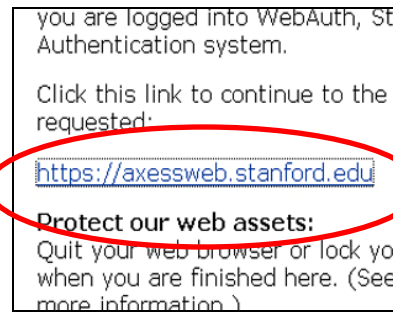 you are logged into WebAuth, St
Authentication system.
Click this link to continue to the
requested:
https://axessweb.stanford.edu
Protect our web assets:
Quit your web browser or lock yo
when you are finished here. (See
more information.)